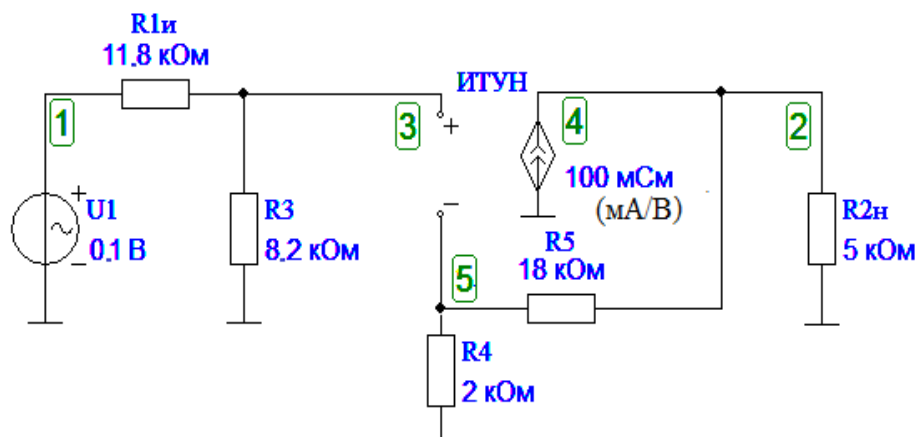 R1и
11.8 кОм
ИТУН
1
3
+
4
2
+
U1
0.1 В
−
R3
8.2 кОм
−
100 мСм
(мА/В)
R2н
5 кОм
R5
18 кОм
5
R4
2 кОм